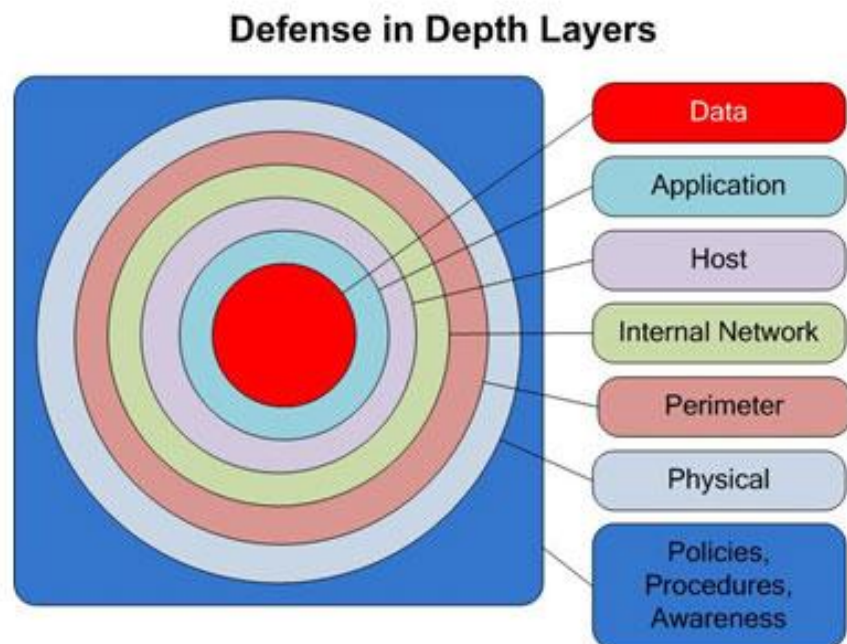 Defense in Depth Layers
Data
Application
Host
Internal Network
Perimeter
Physical
Policies,
Procedures,
Awareness